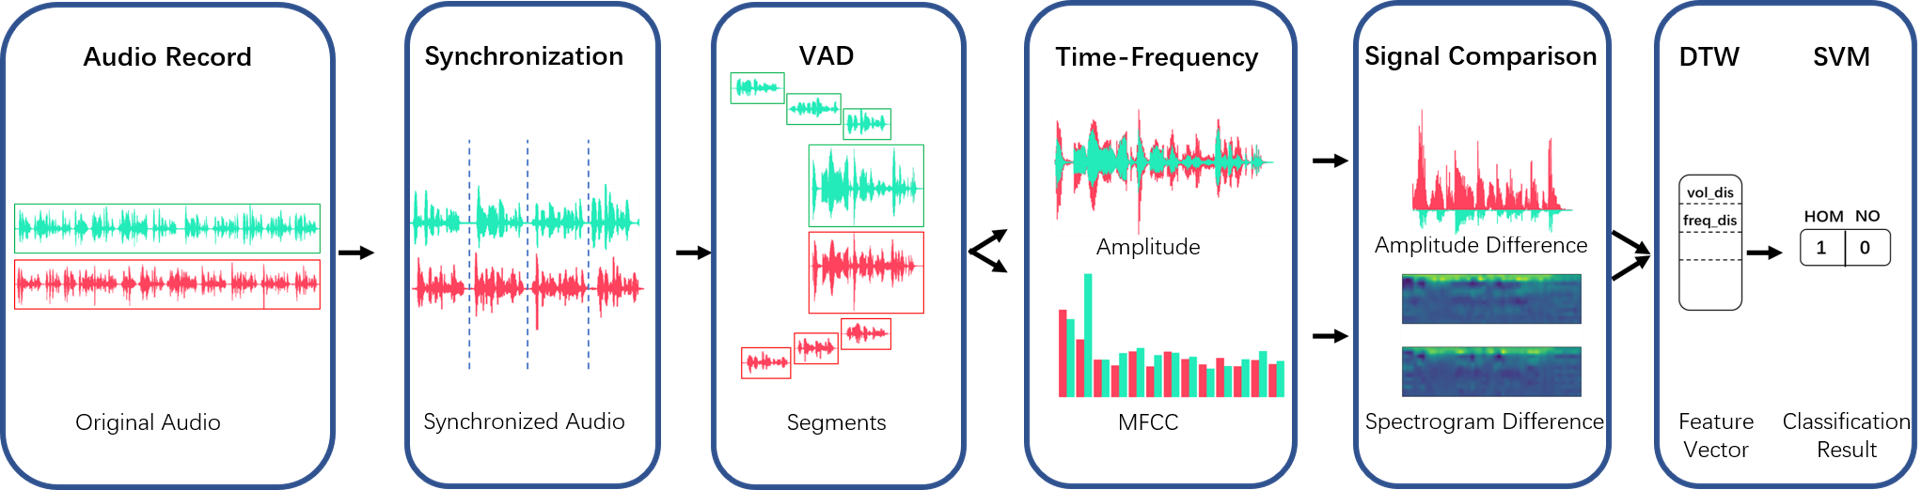 Audio Record
Original Audio
Synchronization
Synchronized Audio
VAD
Segments
Time-Frequency
Amplitude
MFCC
Signal Comparison
Amplitude Difference
Spectrogram Difference
DTW
vol_dis
freq_dis
Feature
Vector
SVM
HOM NO
1 0
Classification
Result